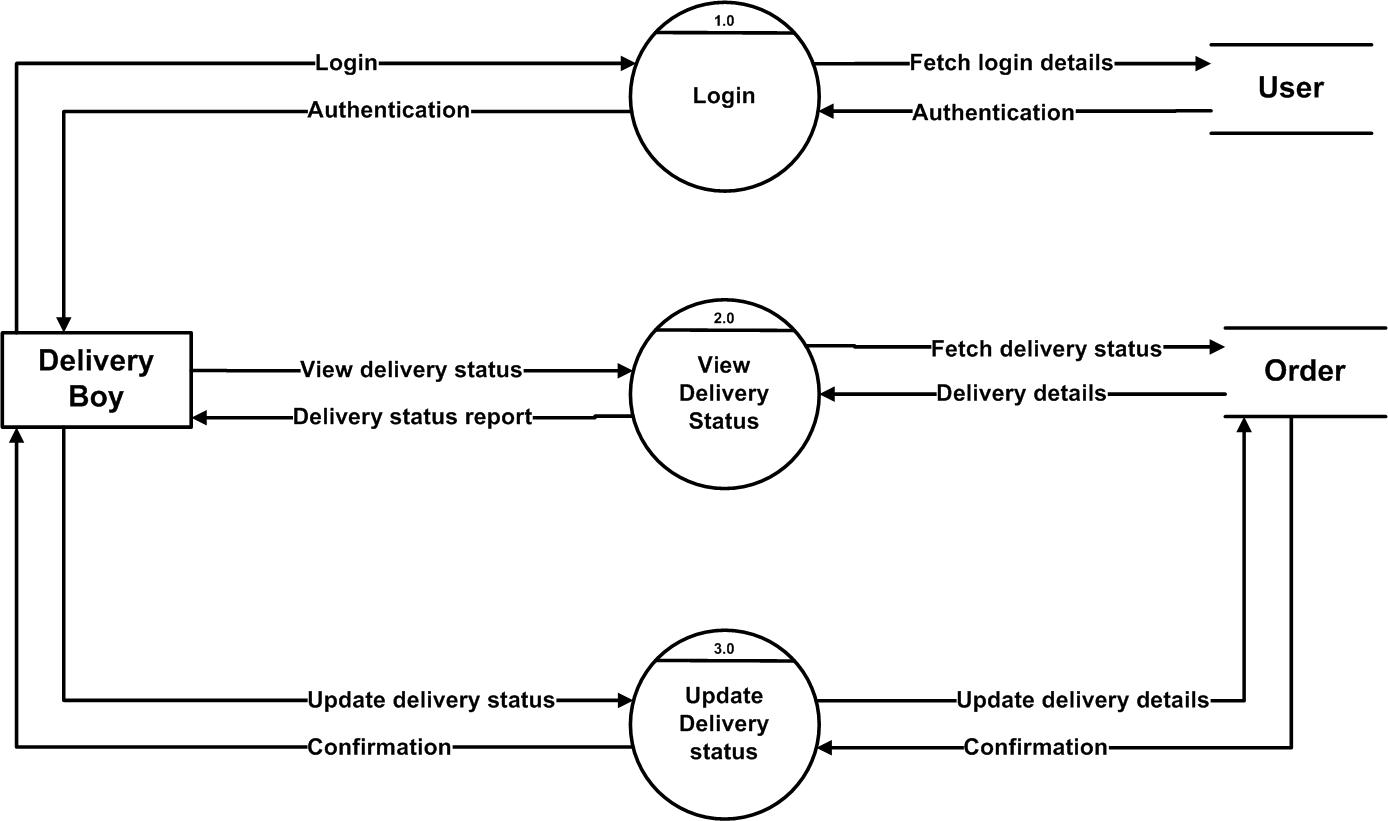 1.0
Login
Fetch login details
Login
User
Authentication
Authentication
2.0
Delivery
Boy
View delivery status
View
Delivery
Status
Fetch delivery status
Order
Delivery status report
Delivery details
3.0
Update delivery status
Update
Delivery
status
Update delivery details
Confirmation
Confirmation